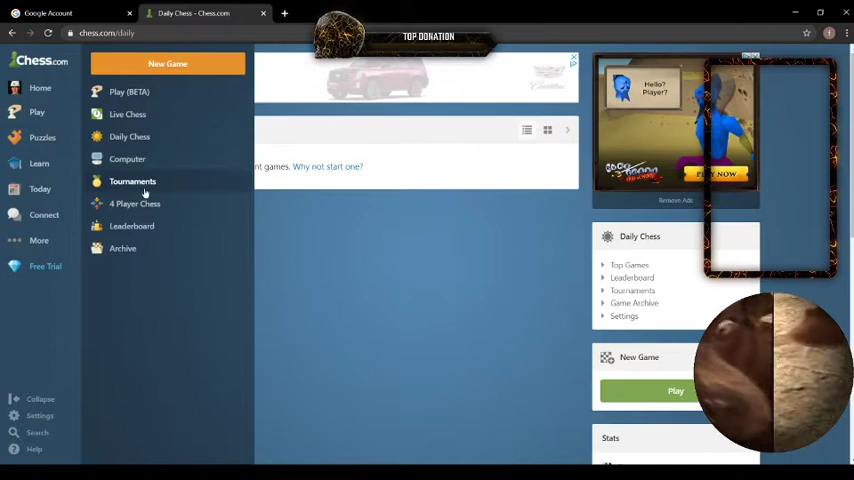 Google Account
Daily Chess - Chess.com
chess.com/daily
TOP DONATION
Chess.com
New Game
Home
Play
Puzzles
Learn
Today
Connect
More
Free Trial
Play (BETA)
Live Chess
Daily Chess
Computer
Tournaments
4 Player Chess
Leaderboard
Archive
Collapse
Settings
Search
Help
nt games. Why not start one?
Cadillac
Hello?
Player?
PLAY NOW
Remove Ads
Daily Chess
Top Games
Leaderboard
Tournaments
Game Archive
Settings
New Game
Play
Stats